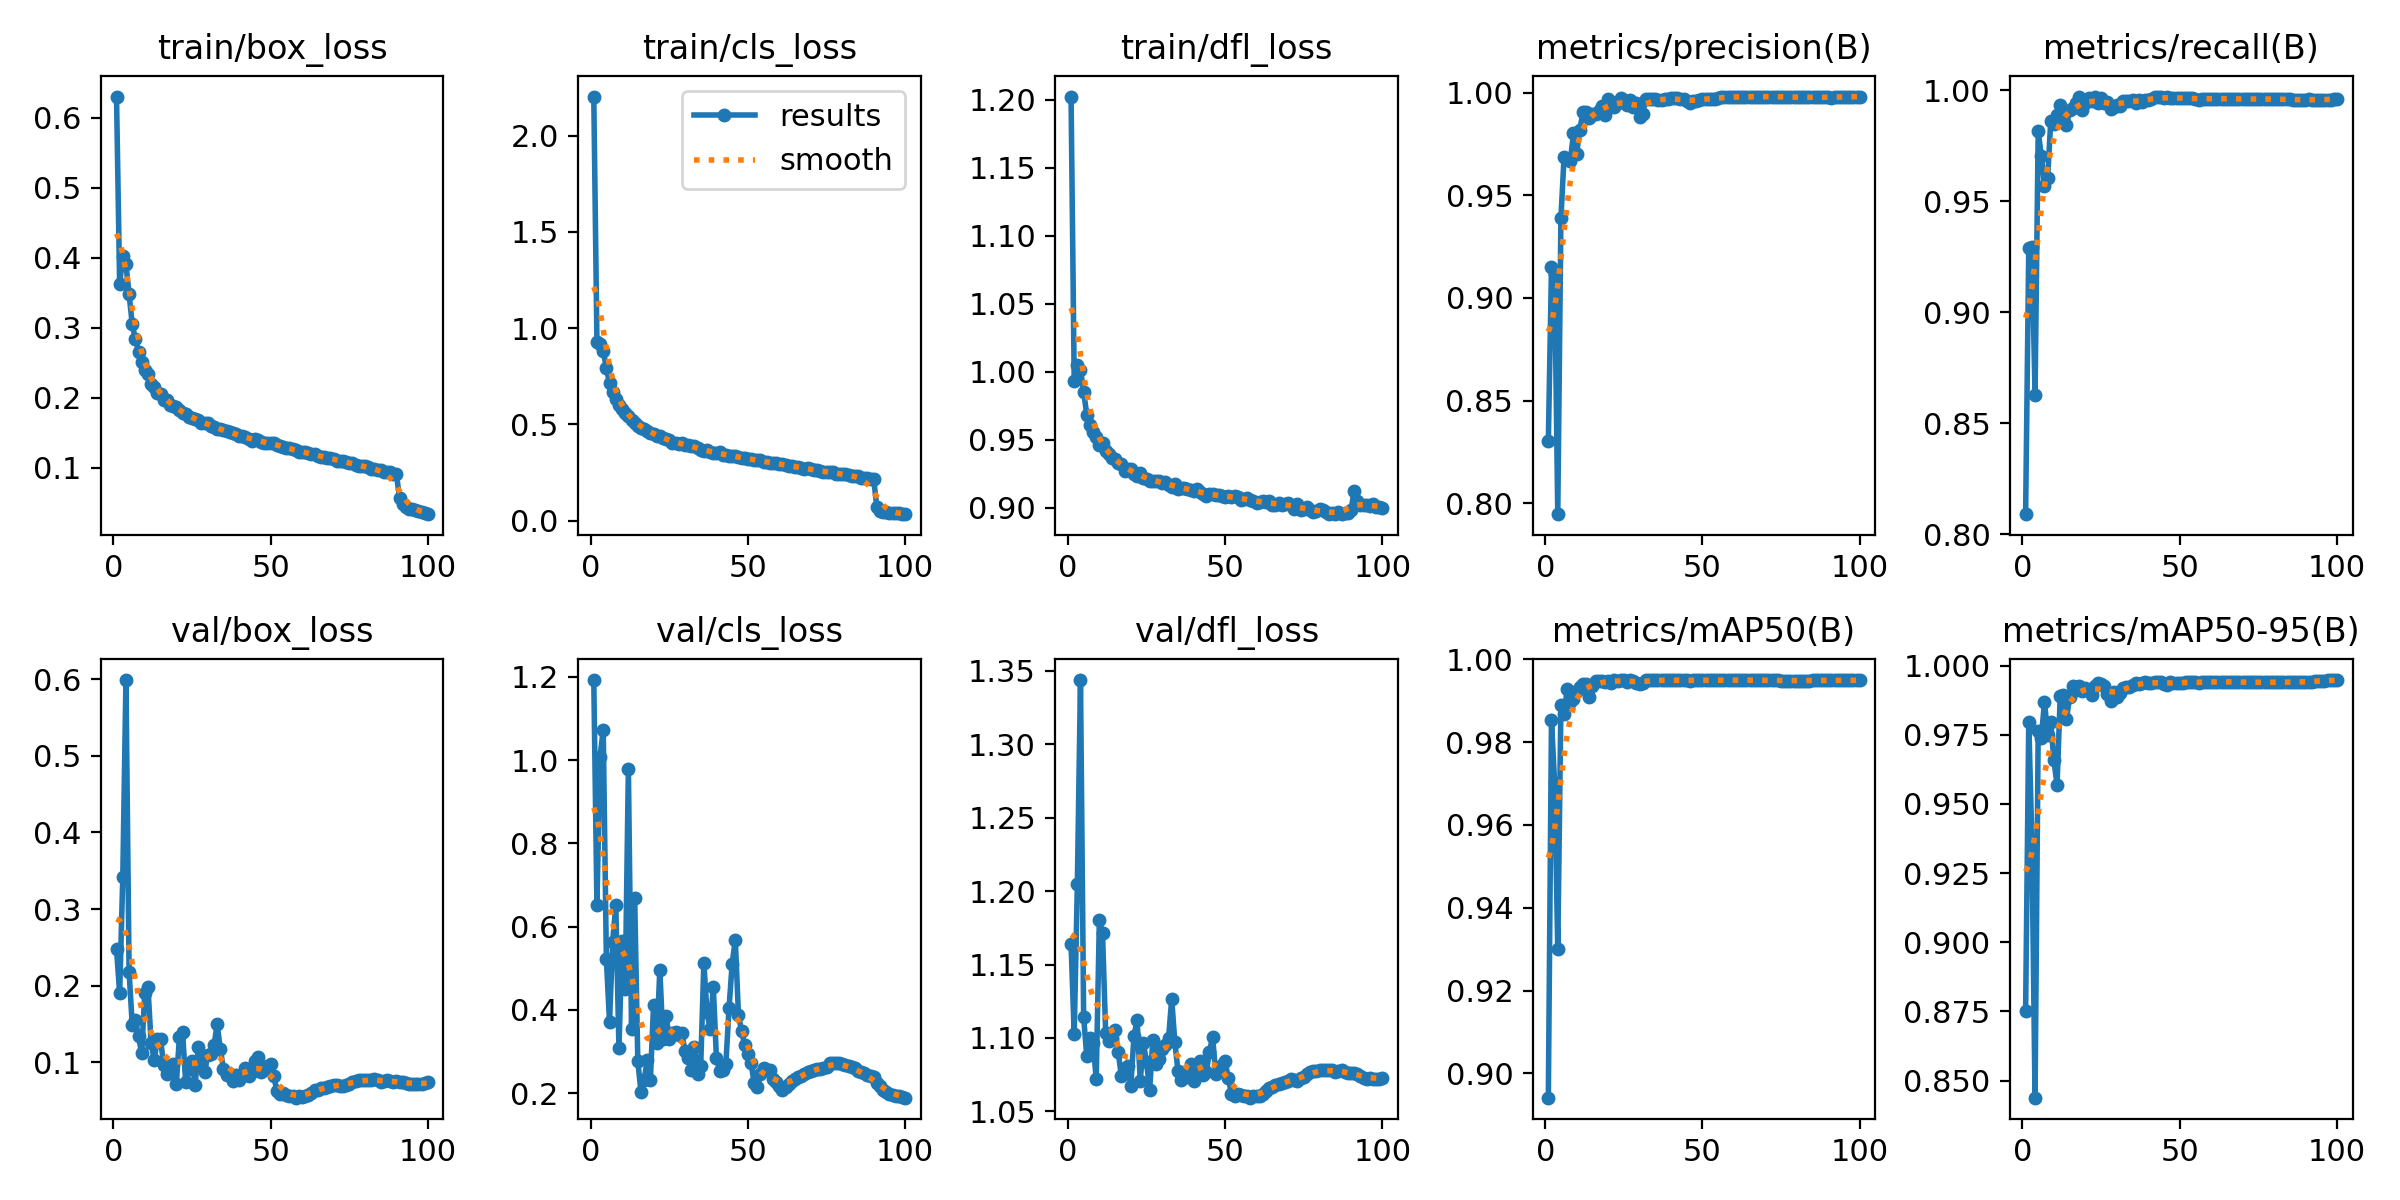 train/box_loss
0.6
0.5
0.4
0.3
0.2
0.1
0 50 100
train/cls_loss
results
smooth
2.0
1.5
1.0
0.5
0.0
0 50 100
train/dfl_loss
1.20
1.15
1.10
1.05
1.00
0.95
0.90
0 50 100
metrics/precision(B)
1.00
0.95
0.90
0.85
0.80
0 50 100
metrics/recall(B)
1.00
0.95
0.90
0.85
0.80
0 50 100
val/box_loss
0.6
0.5
0.4
0.3
0.2
0.1
0 50 100
val/cls_loss
1.2
1.0
0.8
0.6
0.4
0.2
0 50 100
val/dfl_loss
1.35
1.30
1.25
1.20
1.15
1.10
1.05
0 50 100
metrics/mAP50(B)
1.00
0.98
0.96
0.94
0.92
0.90
0 50 100
metrics/mAP50-95(B)
1.000
0.975
0.950
0.925
0.900
0.875
0.850
0 50 100